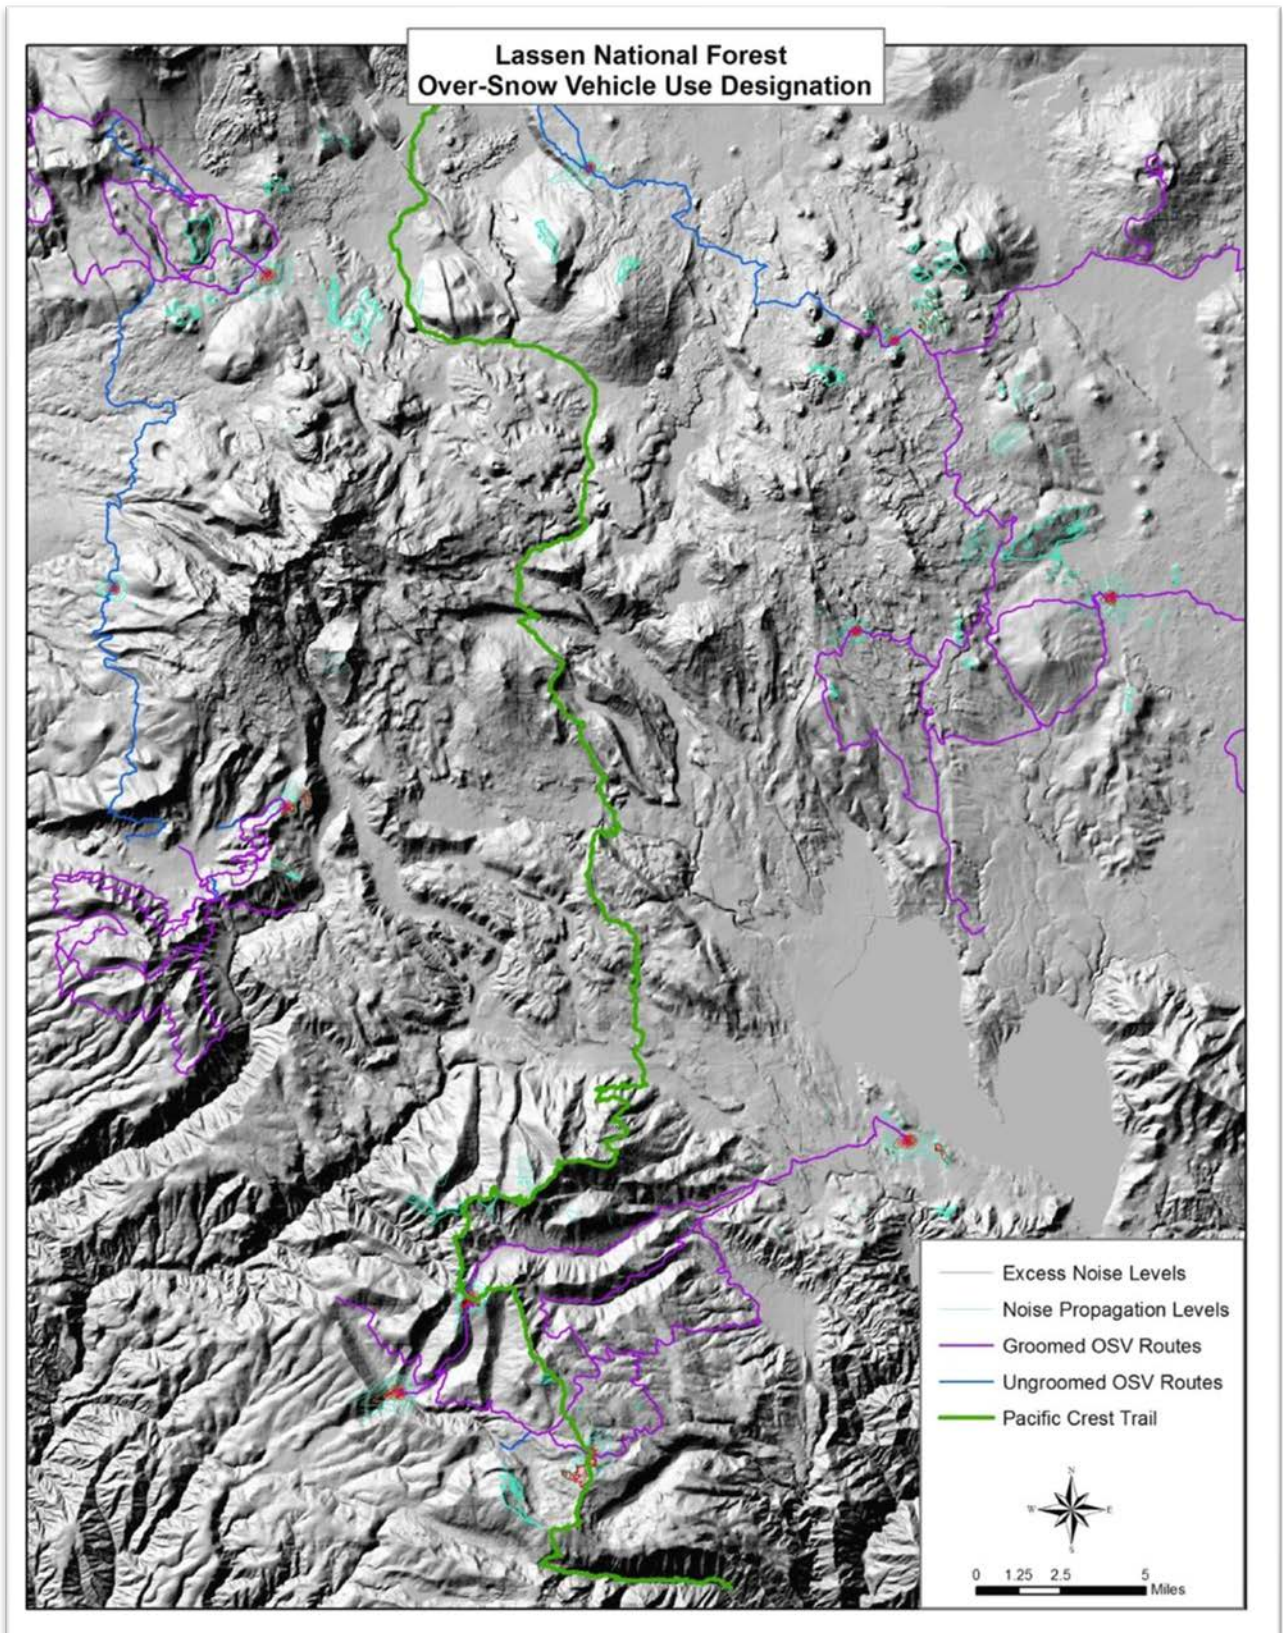 Lassen National Forest
Over-Snow Vehicle Use Designation
Excess Noise Levels
Noise Propagation Levels
Groomed OSV Routes
Ungroomed OSV Routes
Pacific Crest Trail
N
W E
S
0 1.25 2.5 5
Miles